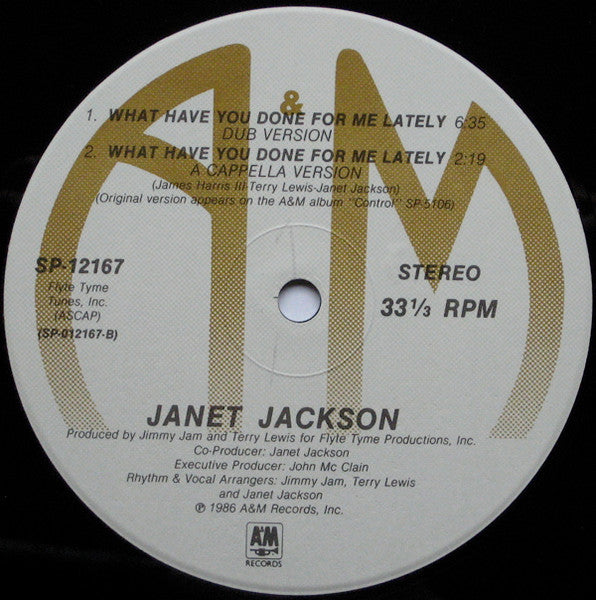 &
1. WHAT HAVE YOU DONE FOR ME LATELY 6:35
DUB VERSION
2. WHAT HAVE YOU DONE FOR ME LATELY 2:19
A CAPPELLA VERSION
(James Harris III-Terry Lewis-Janet Jackson)
(Original version appears on the A&M album "Control" SP-5106)
SP-12167
Flyte Tyme
Tunes, Inc.
(ASCAP)
(SP-012167-B)
STEREO
33⅓ RPM
A M
JANET JACKSON
Produced by Jimmy Jam and Terry Lewis for Flyte Tyme Productions, Inc.
Co-Producer: Janet Jackson
Executive Producer: John Mc Clain
Rhythm & Vocal Arrangers: Jimmy Jam, Terry Lewis
and Janet Jackson
℗ 1986 A&M Records, Inc.
A&M
RECORDS